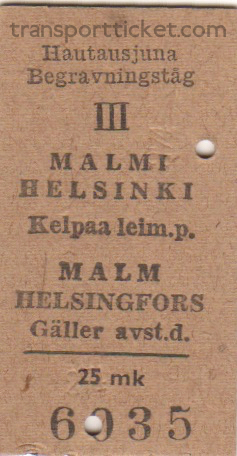 transportticket.com
Hautausjuna
Begravningståg
III
MALMI
HELSINKI
Kelpaa leim.p.
MALM
HELSINGFORS
Gäller avst.d.
25 mk
6035